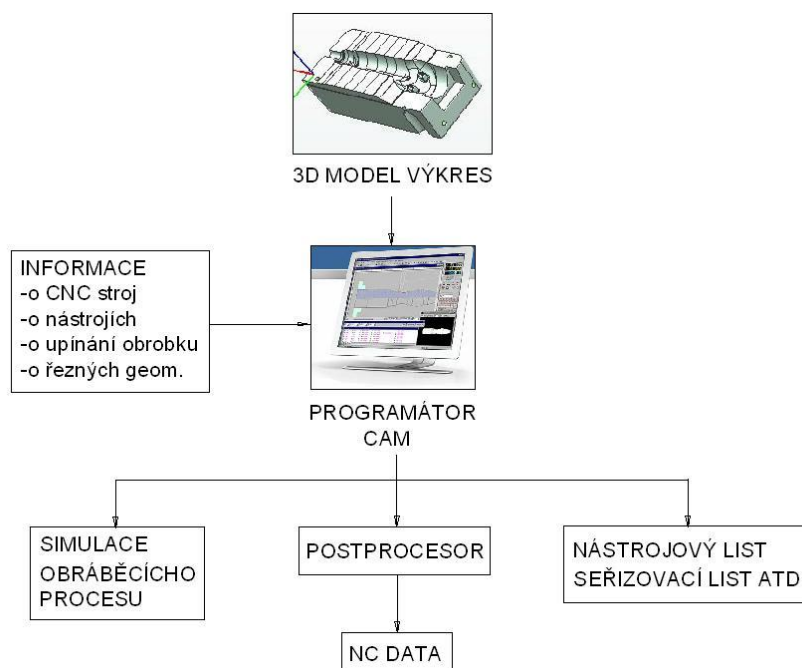 3D MODEL VÝKRES
INFORMACE
-o CNC stroj
-o nástrojích
-o upínání obrobku
-o řezných geom.
PROGRAMÁTOR
CAM
SIMULACE
OBRÁBĚCÍCHO
PROCESU
POSTPROCESOR
NÁSTROJOVÝ LIST
SEŘIZOVACÍ LIST ATD.
NC DATA